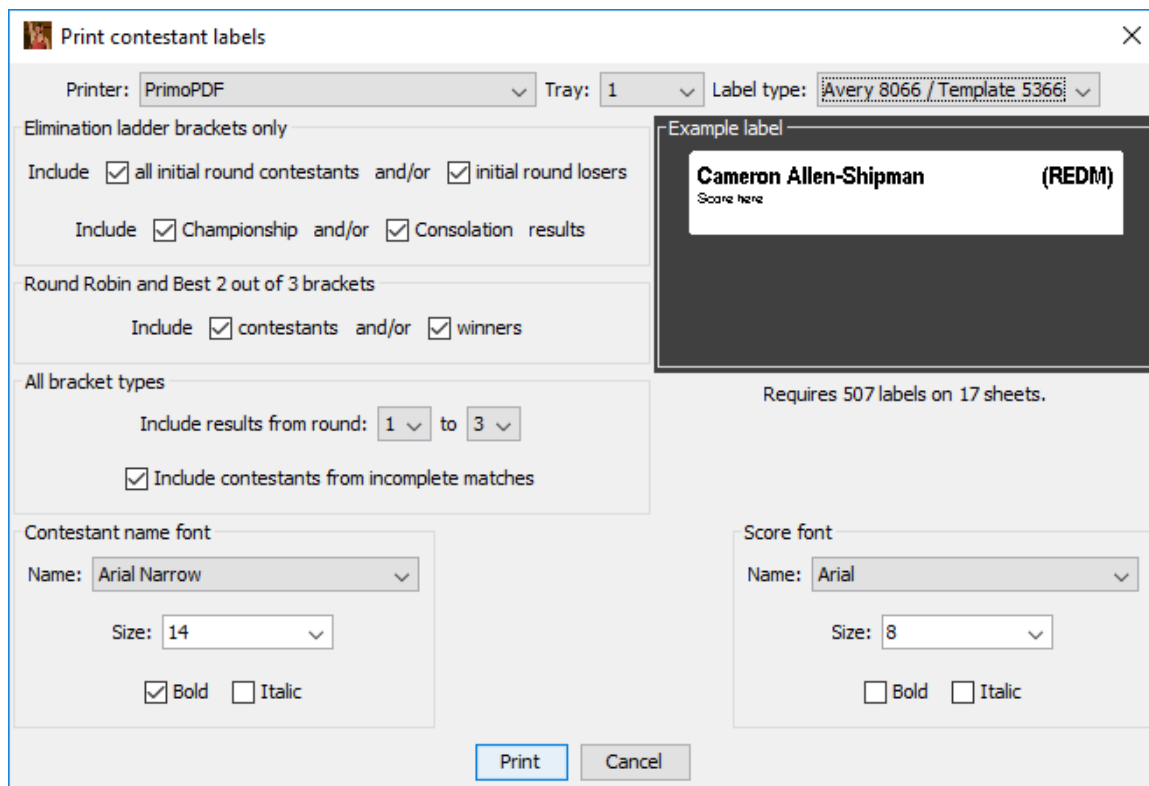 Print contestant labels
Printer: PrimoPDF Tray: 1 Label type: Avery 8066 / Template 5366
Elimination ladder brackets only
Include all initial round contestants and/or initial round losers
Include Championship and/or Consolation results
Example label
Cameron Allen-Shipman (REDM)
Score here
Round Robin and Best 2 out of 3 brackets
Include contestants and/or winners
All bracket types
Include results from round: 1 to 3
Include contestants from incomplete matches
Requires 507 labels on 17 sheets.
Contestant name font
Name: Arial Narrow
Size: 14
Bold Italic
Score font
Name: Arial
Size: 8
Bold Italic
Print Cancel